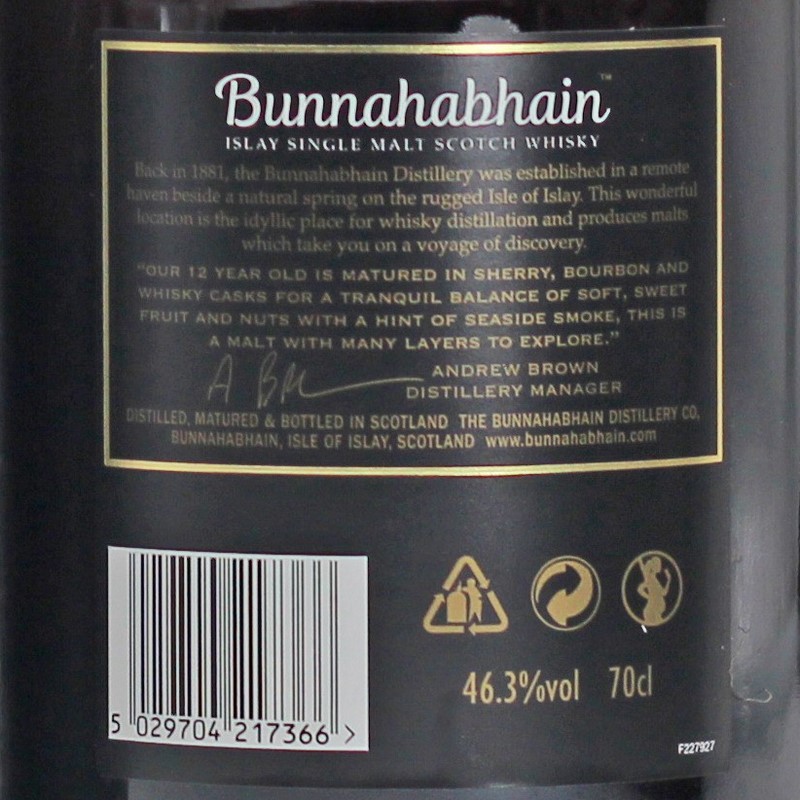 Bunnahabhain™
ISLAY SINGLE MALT SCOTCH WHISKY
Back in 1881, the Bunnahabhain Distillery was established in a remote
haven beside a natural spring on the rugged Isle of Islay. This wonderful
location is the idyllic place for whisky distillation and produces malts
which take you on a voyage of discovery.
"OUR 12 YEAR OLD IS MATURED IN SHERRY, BOURBON AND
WHISKY CASKS FOR A TRANQUIL BALANCE OF SOFT, SWEET
FRUIT AND NUTS WITH A HINT OF SEASIDE SMOKE, THIS IS
A MALT WITH MANY LAYERS TO EXPLORE."
ANDREW BROWN
DISTILLERY MANAGER
DISTILLED, MATURED & BOTTLED IN SCOTLAND THE BUNNAHABHAIN DISTILLERY CO,
BUNNAHABHAIN, ISLE OF ISLAY, SCOTLAND www.bunnahabhain.com
46.3%vol 70cl
5 029704 217366 >
F227927